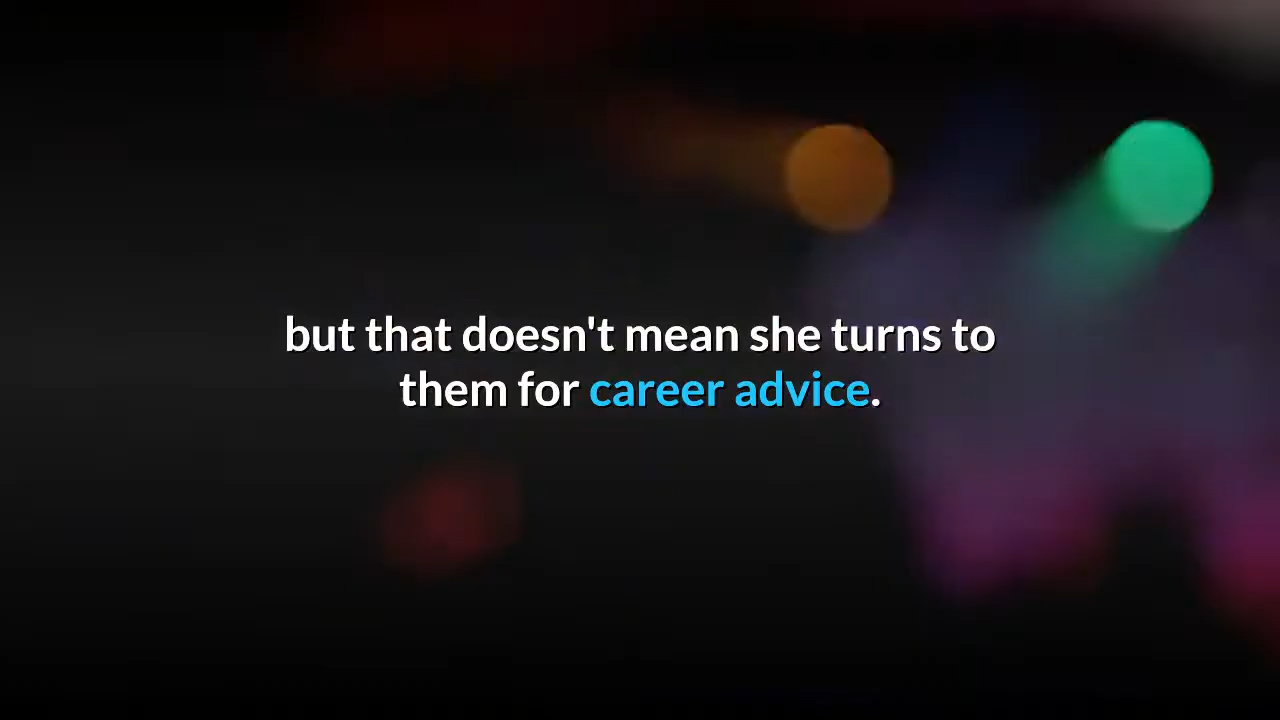 but that doesn't mean she turns to
them for career advice.